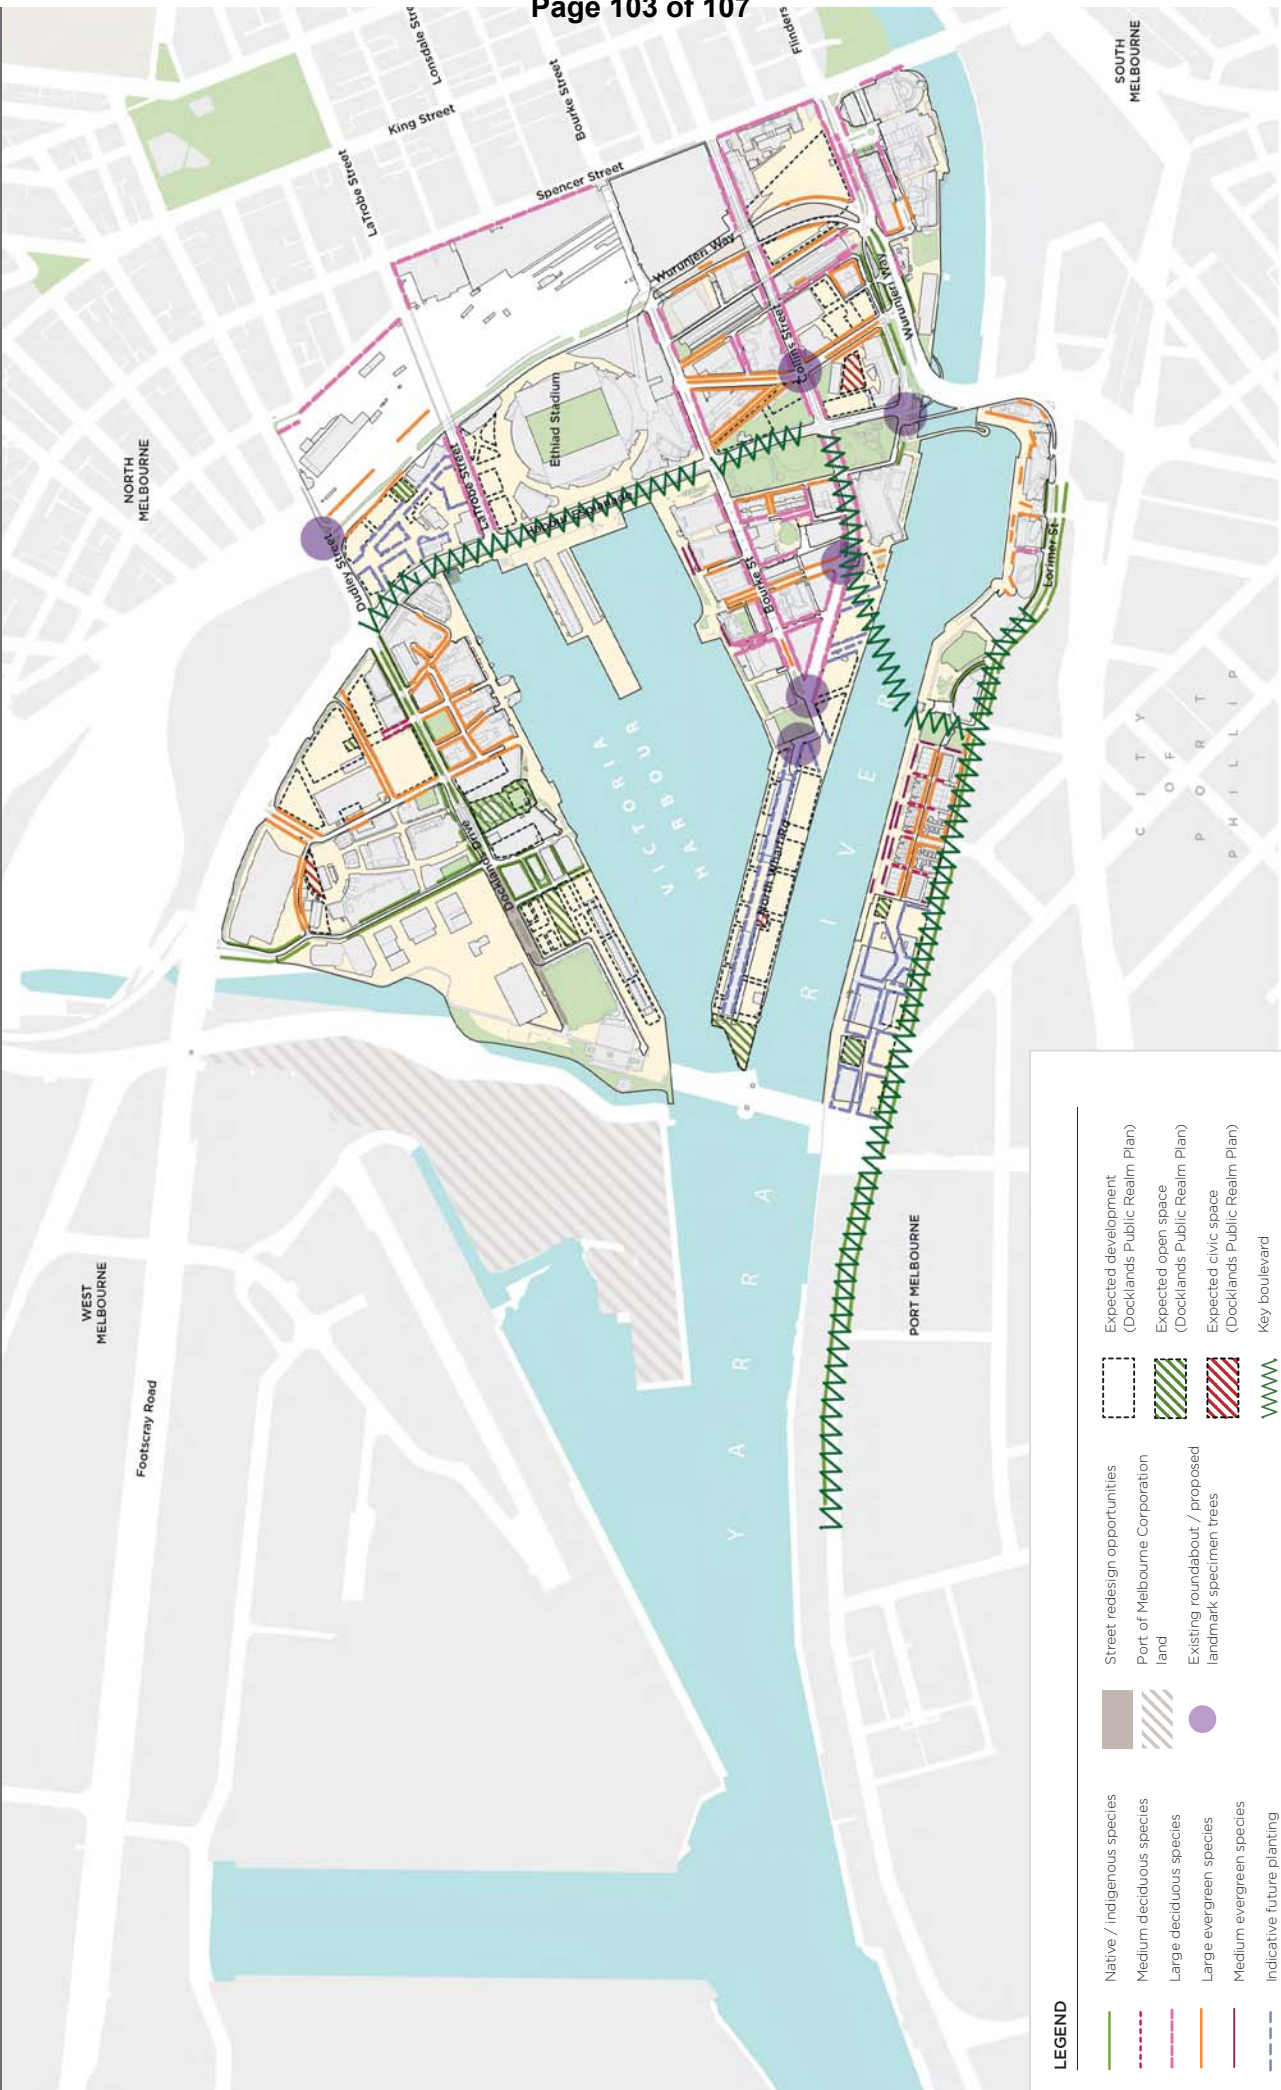 Page 103 of 107
Lonsdale Stre
Flinders
Bourke Street
King Street
SOUTH
MELBOURNE
LaTrobe Street
Spencer Street
Wurundjeri Way
NORTH
MELBOURNE
Collins Street
Wurundjeri Way
Ethiad Stadium
LaTrobe Street
Harbour Esplanade
Dudley Street
Bourke St
Lorimer St
VICTORIA
HARBOUR
CITY
OF
PORT
PHILLIP
Docklands Drive
North Wharf Rd
YARRA RIVER
WEST
MELBOURNE
Footscray Road
PORT MELBOURNE
LEGEND
Native / indigenous species
Medium deciduous species
Large deciduous species
Large evergreen species
Medium evergreen species
Indicative future planting
Street redesign opportunities
Port of Melbourne Corporation
land
Existing roundabout / proposed
landmark specimen trees
Expected development
(Docklands Public Realm Plan)
Expected open space
(Docklands Public Realm Plan)
Expected civic space
(Docklands Public Realm Plan)
Key boulevard